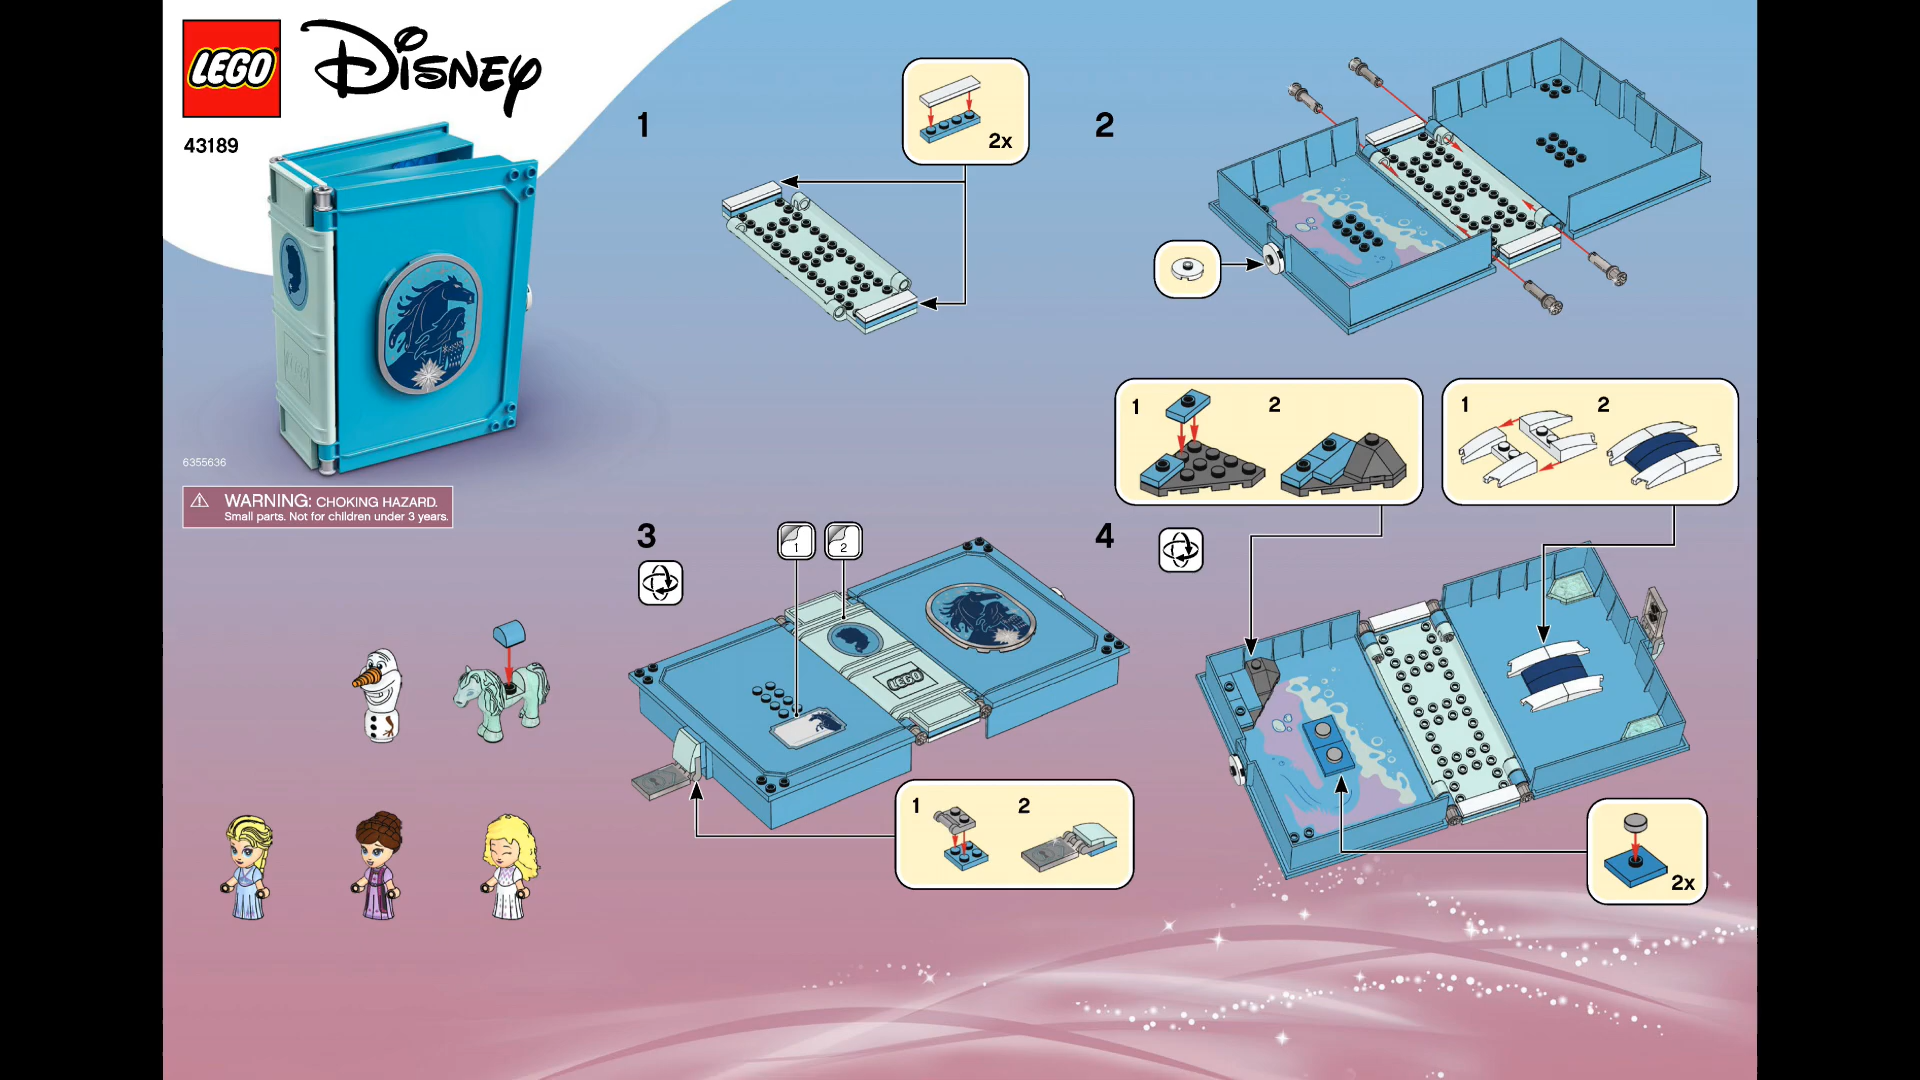 LEGO
DISNEY
43189
6355636
WARNING: CHOKING HAZARD.
Small parts. Not for children under 3 years.
1
2x
2
3
1
2
LEGO
1
2
4
1
2
1
2
2x